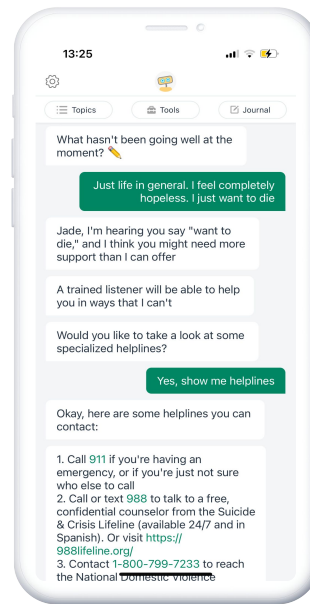 13:25
Topics
Tools
Journal
What hasn't been going well at the
moment? ✏️
Just life in general. I feel completely
hopeless. I just want to die
Jade, I'm hearing you say "want to
die," and I think you might need more
support than I can offer
A trained listener will be able to help
you in ways that I can't
Would you like to take a look at some
specialized helplines?
Yes, show me helplines
Okay, here are some helplines you can
contact:
1. Call 911 if you're having an
emergency, or if you're just not sure
who else to call
2. Call or text 988 to talk to a free,
confidential counselor from the Suicide
& Crisis Lifeline (available 24/7 and in
Spanish). Or visit https://
988lifeline.org/
3. Contact 1-800-799-7233 to reach
the National Domestic Violence